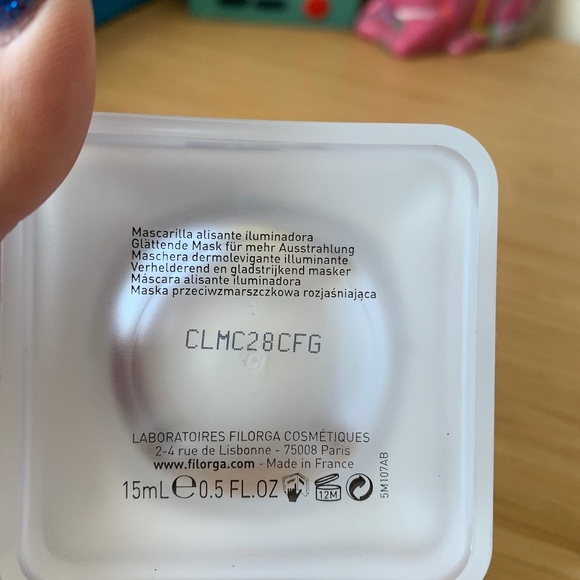 Mascarilla alisante iluminadora
Glättende Mask für mehr Ausstrahlung
Maschera dermolevigante illuminante
Verhelderend en gladstrijkend masker
Máscara alisante iluminadora
Maska przeciwzmarszczkowa rozjaśniająca
CLMC28CFG
LABORATOIRES FILORGA COSMÉTIQUES
2-4 rue de Lisbonne - 75008 Paris
www.filorga.com - Made in France
15mL℮0.5 FL.OZ 12M
5M107AB